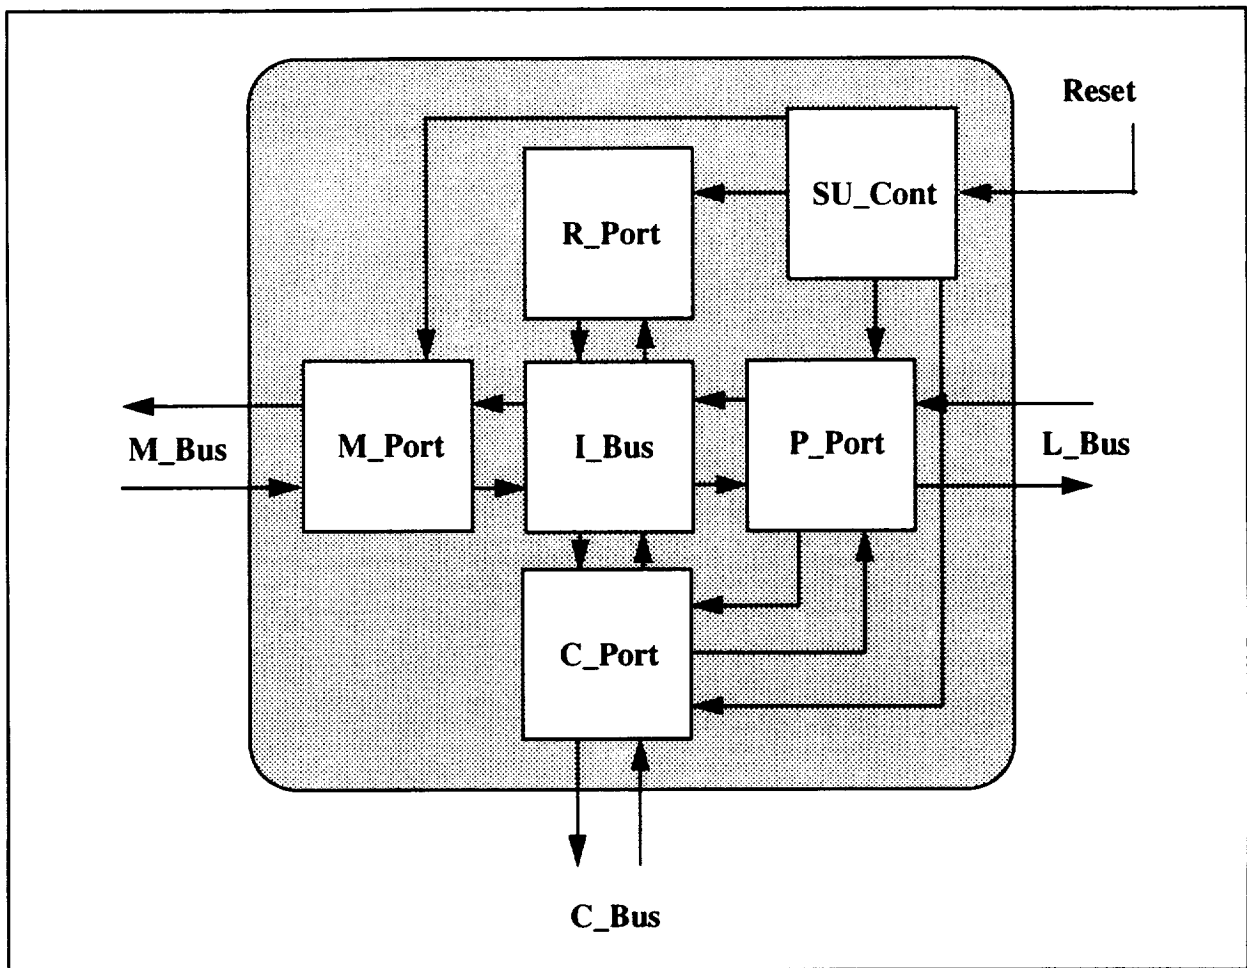 Reset
SU_Cont
R_Port
M_Bus
M_Port
I_Bus
P_Port
L_Bus
C_Port
C_Bus